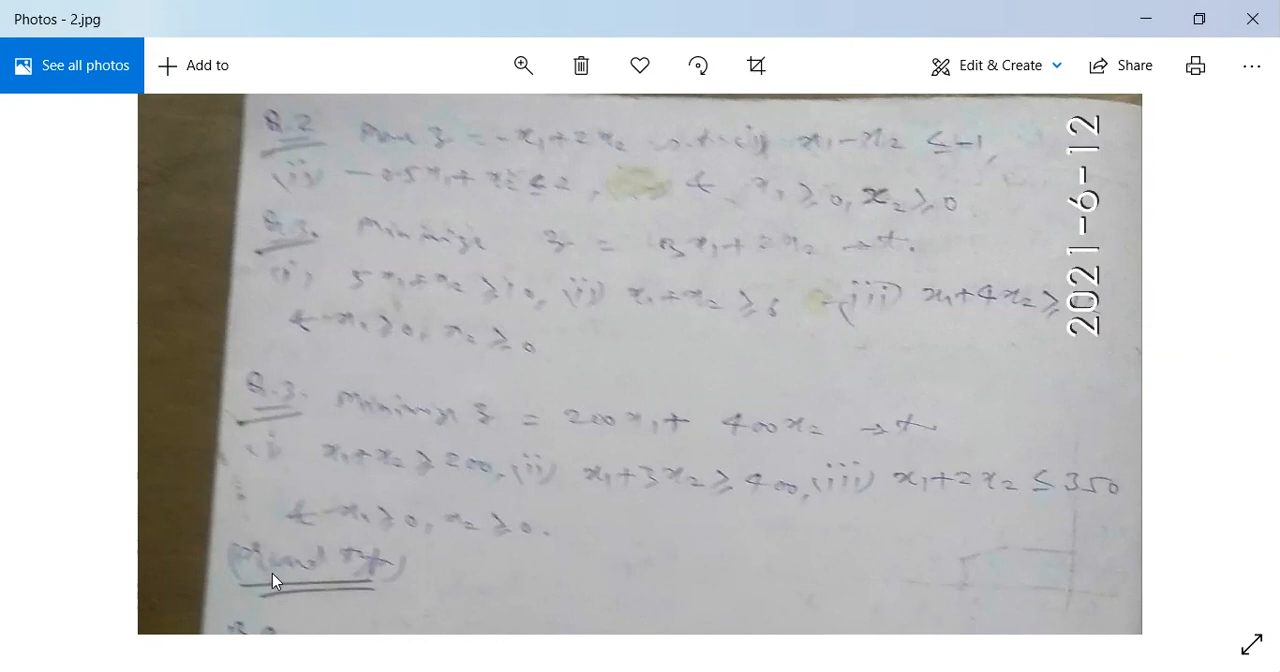 Photos - 2.jpg
See all photos
Add to
Edit & Create
Share
Q.2 Max z = -x₁+2x₂ s.t. (i) x₁-x₂ ≤ -1,
(ii) -0.5x₁+x₂ ≤ 2, & x₁ ≥ 0, x₂ ≥ 0
Minimize z = 3x₁+2x₂ s.t.
(i) 5x₁+x₂ ≥ 10, (ii) x₁+x₂ ≥ 6 (iii) x₁+4x₂ ≥
& x₁ ≥ 0, x₂ ≥ 0
Q.3. Minimize z = 200x₁+ 400x₂ s.t.
(i) x₁+x₂ ≥ 200, (ii) x₁+3x₂ ≥ 400, (iii) x₁+2x₂ ≤ 350
& x₁ ≥ 0, x₂ ≥ 0.
2021-6-12